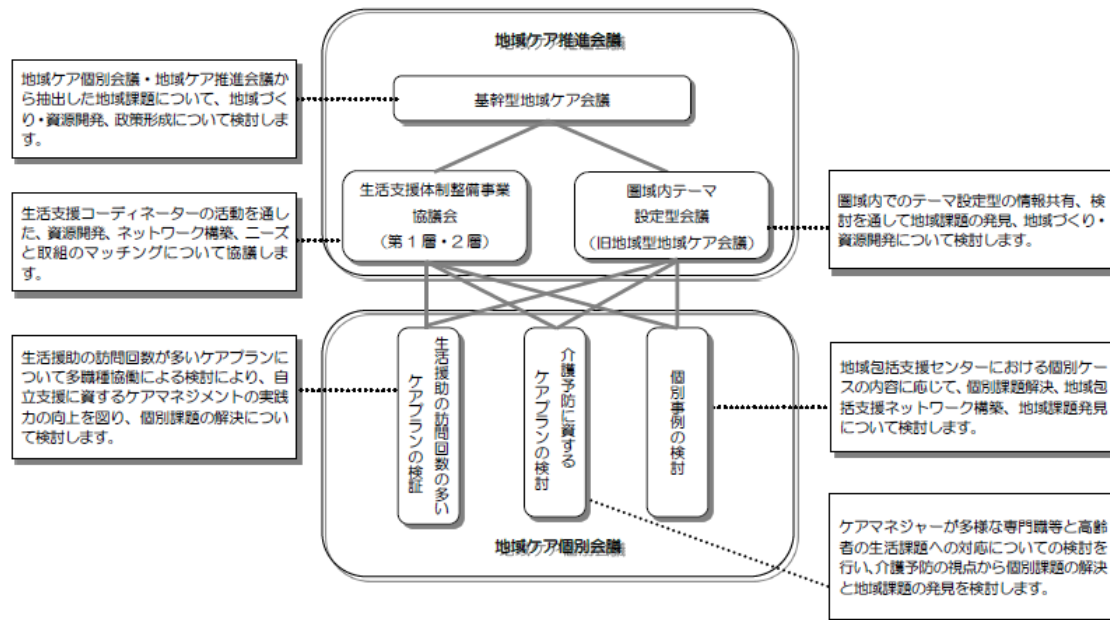 地域ケア推進会議
地域ケア個別会議・地域ケア推進会議から
抽出した地域課題について、地域づく
り・資源開発、政策形成について検討しま
す。
基幹型地域ケア会議
生活支援コーディネーターの活動を通し
た、資源開発、ネットワーク構築、ニーズ
と取組のマッチングについて協議しま
す。
生活支援体制整備事業
協議会
（第１層・２層）
圏域内テーマ
設定型会議
（旧地域型地域ケア会議）
圏域内でのテーマ設定型の情報共有、検
討を通して地域課題の発見、地域づくり・
資源開発について検討します。
生活援助の訪問回数が多いケアプランに
ついて多職種協働による検討により、自
立支援に資するケアマネジメントの実践
力の向上を図り、個別課題の解決につい
て検討します。
生活援助の訪問回数の多い
ケアプランの検証
介護予防に資する
ケアプランの検討
個別事例の検討
地域包括支援センターにおける個別ケー
スの内容に応じて、個別課題解決、地域包
括支援ネットワーク構築、地域課題発見
について検討します。
地域ケア個別会議
ケアマネジャーが多様な専門職等と高齢
者の生活課題への対応についての検討を
行い、介護予防の視点から個別課題の解決
と地域課題の発見を検討します。